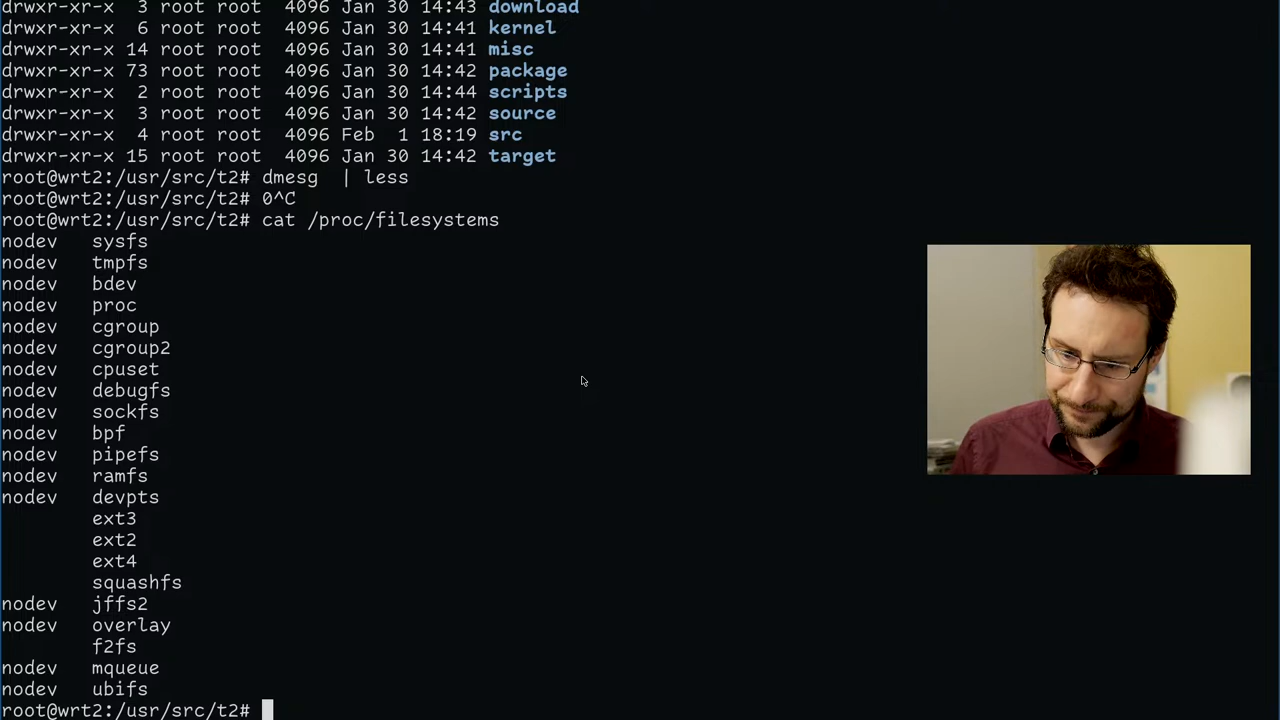 drwxr-xr-x  3 root root   4096 Jan 30 14:43 download
drwxr-xr-x  6 root root   4096 Jan 30 14:41 kernel
drwxr-xr-x 14 root root   4096 Jan 30 14:41 misc
drwxr-xr-x 73 root root   4096 Jan 30 14:42 package
drwxr-xr-x  2 root root   4096 Jan 30 14:44 scripts
drwxr-xr-x  3 root root   4096 Jan 30 14:42 source
drwxr-xr-x  4 root root   4096 Feb  1 18:19 src
drwxr-xr-x 15 root root   4096 Jan 30 14:42 target
root@wrt2:/usr/src/t2# dmesg  | less
root@wrt2:/usr/src/t2# 0^C
root@wrt2:/usr/src/t2# cat /proc/filesystems
nodev   sysfs
nodev   tmpfs
nodev   bdev
nodev   proc
nodev   cgroup
nodev   cgroup2
nodev   cpuset
nodev   debugfs
nodev   sockfs
nodev   bpf
nodev   pipefs
nodev   ramfs
nodev   devpts
        ext3
        ext2
        ext4
        squashfs
nodev   jffs2
nodev   overlay
        f2fs
nodev   mqueue
nodev   ubifs
root@wrt2:/usr/src/t2#